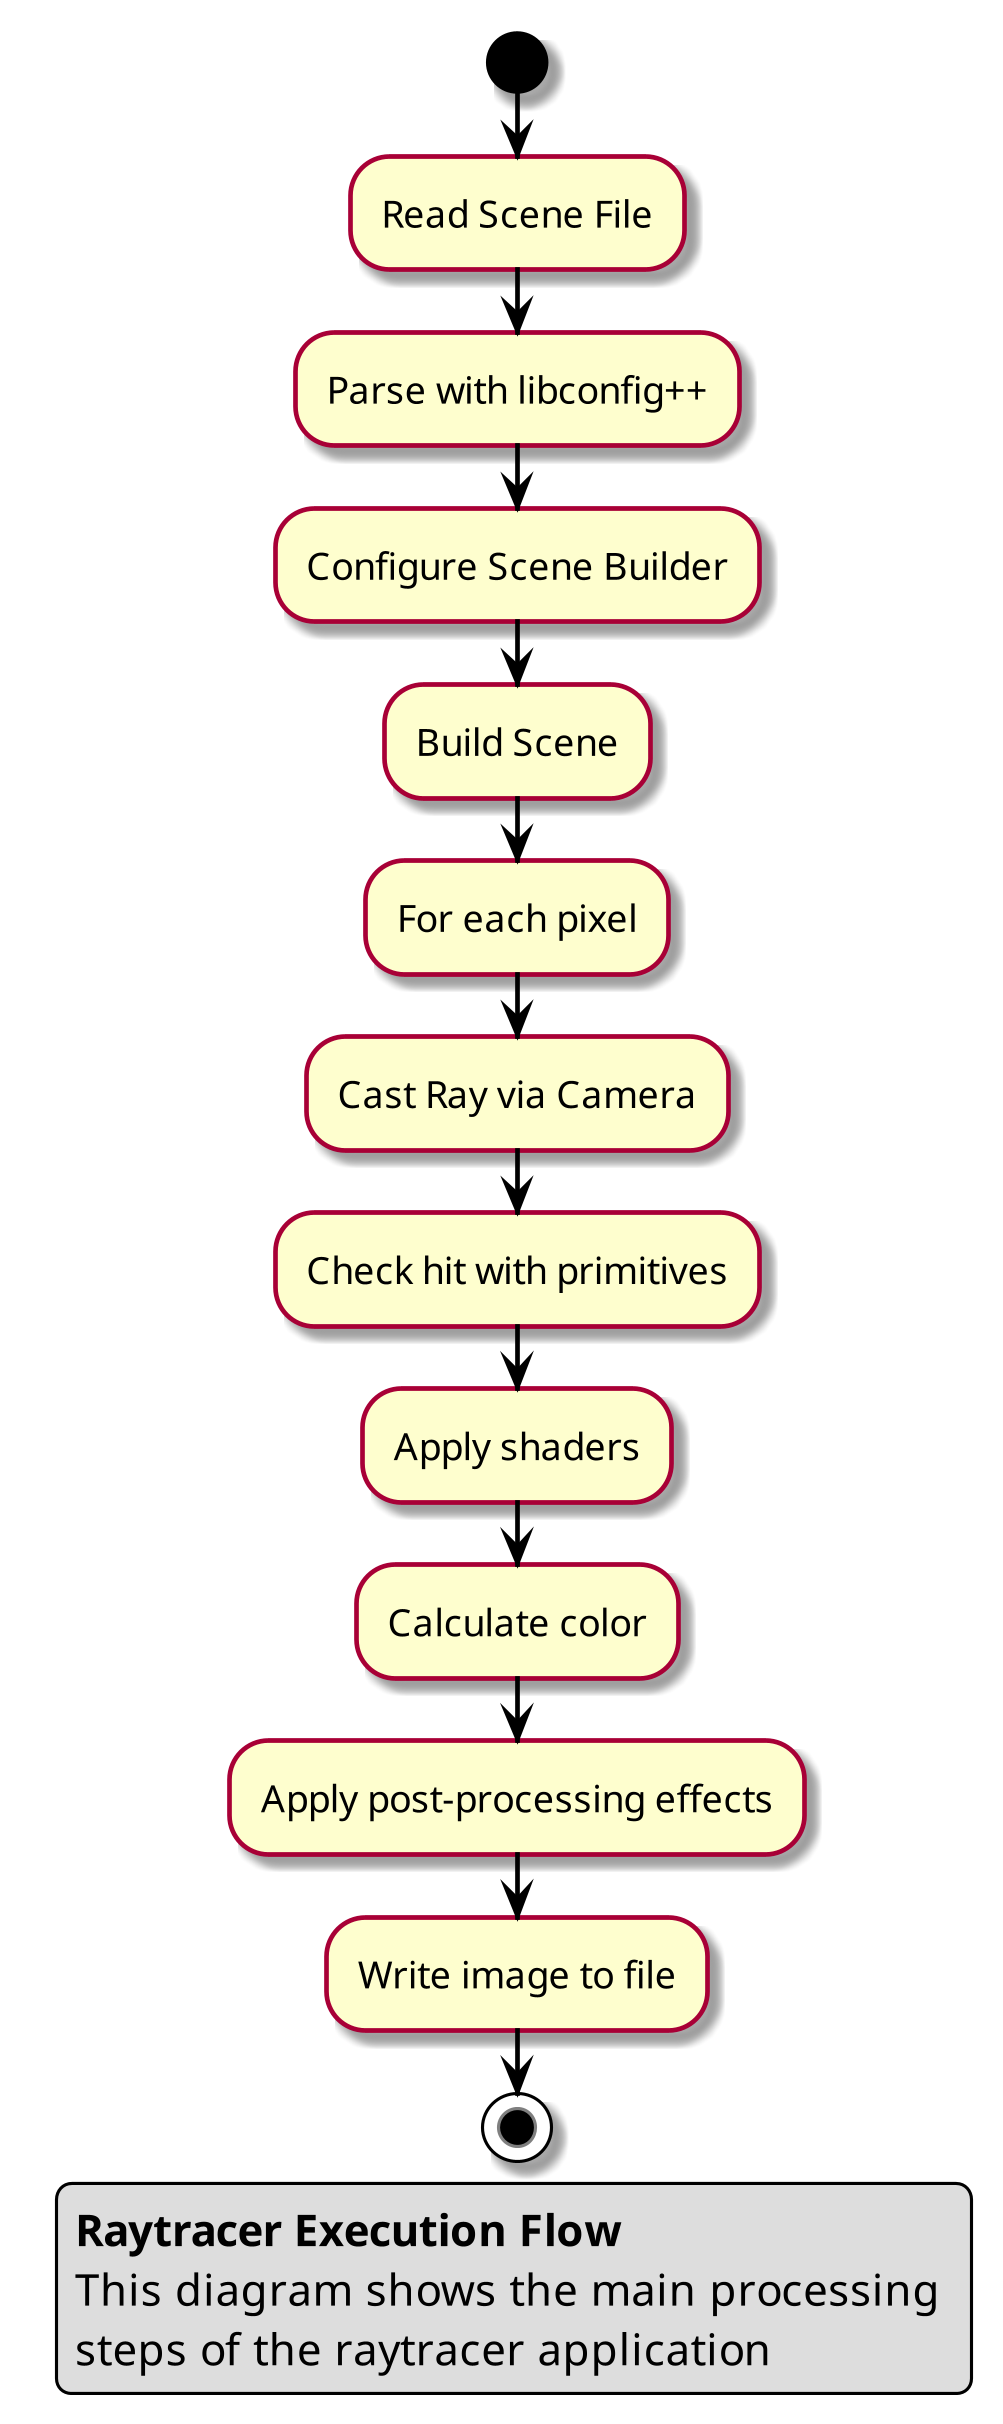 Read Scene File
Parse with libconfig++
Configure Scene Builder
Build Scene
For each pixel
Cast Ray via Camera
Check hit with primitives
Apply shaders
Calculate color
Apply post-processing effects
Write image to file
Raytracer Execution Flow
This diagram shows the main processing
steps of the raytracer application